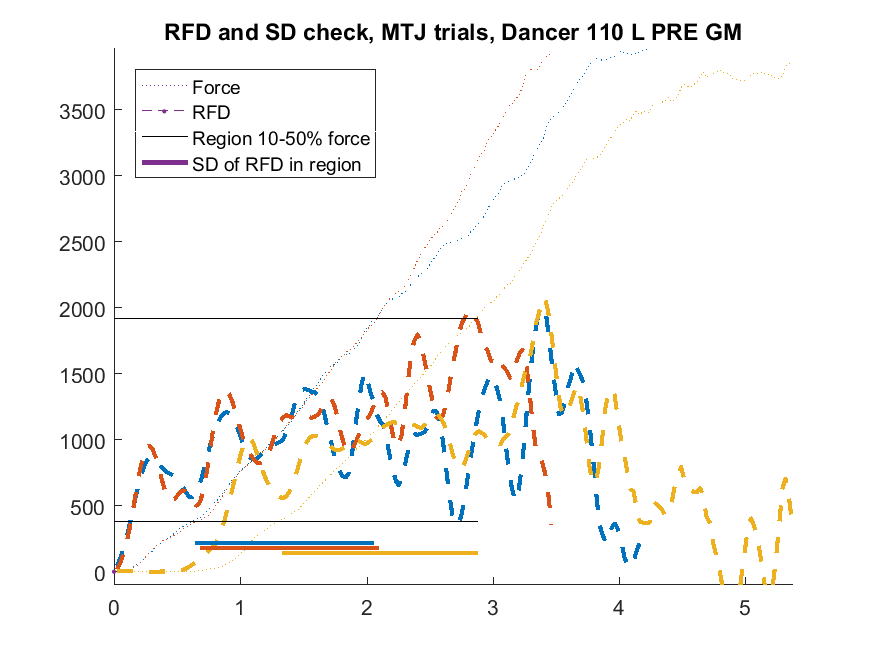 RFD and SD check, MTJ trials, Dancer 110 L PRE GM
Force
RFD
Region 10-50% force
SD of RFD in region
3500
3000
2500
2000
1500
1000
500
0
0 1 2 3 4 5